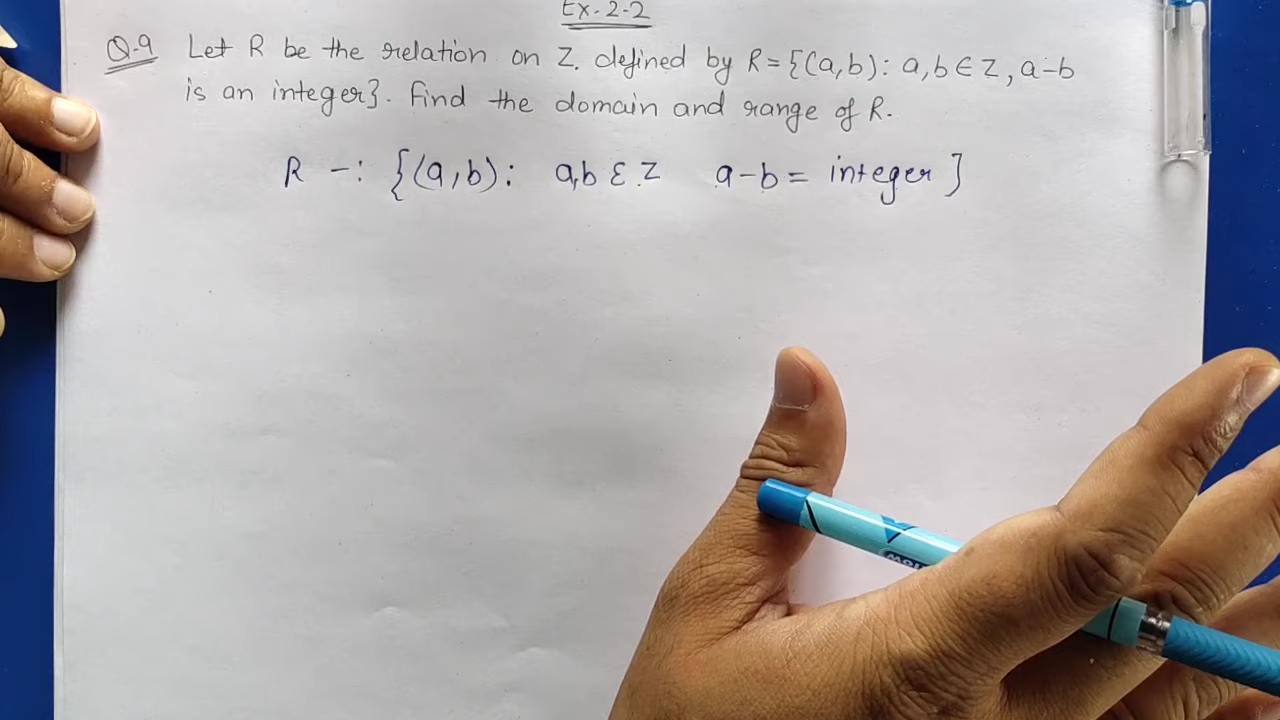 Ex. 2.2
Q.9 Let R be the relation on Z. defined by R = {(a,b): a,b ∈ Z, a-b
is an integer}. Find the domain and range of R.
R -: {(a,b): a,b ∈ Z a-b = integer }